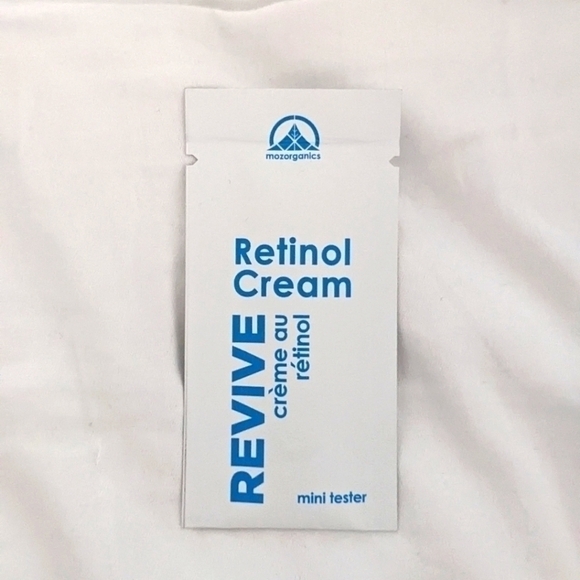 mozorganics
Retinol
Cream
REVIVE
crème au
rétinol
mini tester